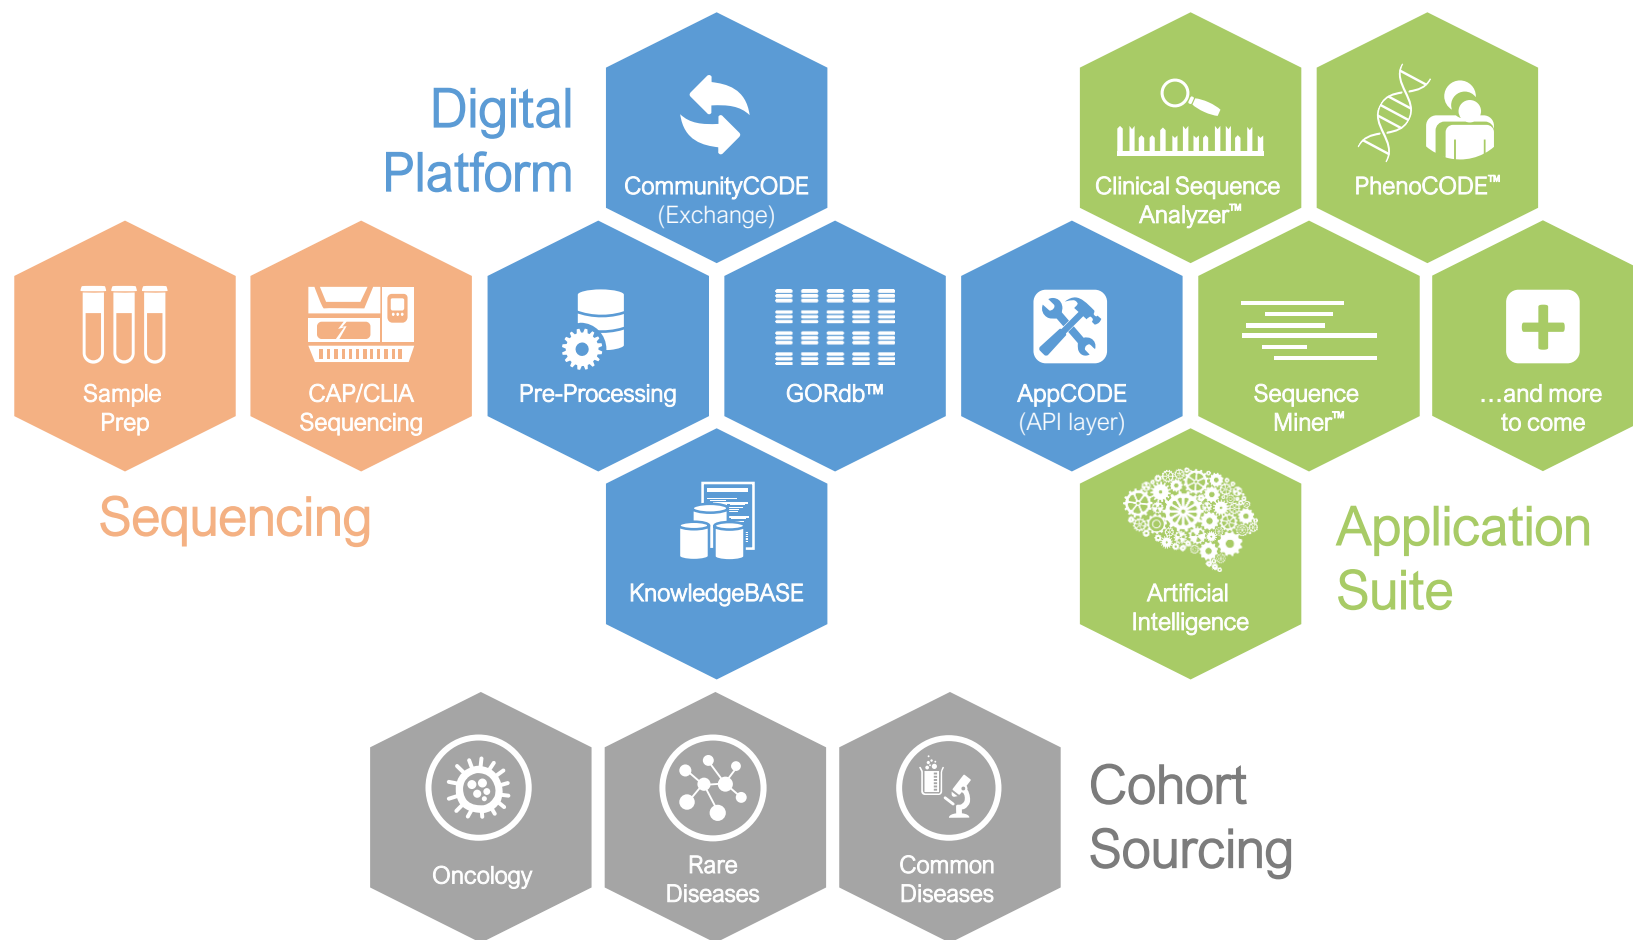 Digital
Platform
CommunityCODE
(Exchange)
Clinical Sequence
Analyzer™
PhenoCODE™
Sample
Prep
CAP/CLIA
Sequencing
Pre-Processing
GORdb™
AppCODE
(API layer)
Sequence
Miner™
...and more
to come
Sequencing
KnowledgeBASE
Artificial
Intelligence
Application
Suite
Oncology
Rare
Diseases
Common
Diseases
Cohort
Sourcing